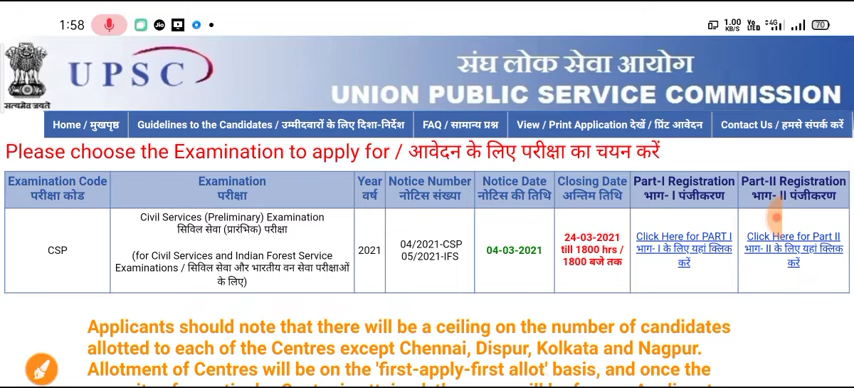 1:58
Jio
1.00 KB/S
Vo LTED
4G
70
सत्यमेव जयते
UPSC
संघ लोक सेवा आयोग
UNION PUBLIC SERVICE COMMISSION
Home / मुखपृष्ठ Guidelines to the Candidates / उम्मीदवारों के लिए दिशा-निर्देश FAQ / सामान्य प्रश्न View / Print Application देखें / प्रिंट आवेदन Contact Us / हमसे संपर्क करें
Please choose the Examination to apply for / आवेदन के लिए परीक्षा का चयन करें
Examination Code
परीक्षा कोड
Examination
परीक्षा
Year
वर्ष
Notice Number
नोटिस संख्या
Notice Date
नोटिस की तिथि
Closing Date
अन्तिम तिथि
Part-I Registration
भाग- I पंजीकरण
Part-II Registration
भाग- II पंजीकरण
CSP
Civil Services (Preliminary) Examination
सिविल सेवा (प्रारंभिक) परीक्षा
(for Civil Services and Indian Forest Service
Examinations / सिविल सेवा और भारतीय वन सेवा परीक्षाओं
के लिए)
2021
04/2021-CSP
05/2021-IFS
04-03-2021
24-03-2021
till 1800 hrs /
1800 बजे तक
Click Here for PART I
भाग- I के लिए यहां क्लिक
करें
Click Here for Part II
भाग- II के लिए यहां क्लिक
करें
Applicants should note that there will be a ceiling on the number of candidates
allotted to each of the Centres except Chennai, Dispur, Kolkata and Nagpur.
Allotment of Centres will be on the 'first-apply-first allot' basis, and once the